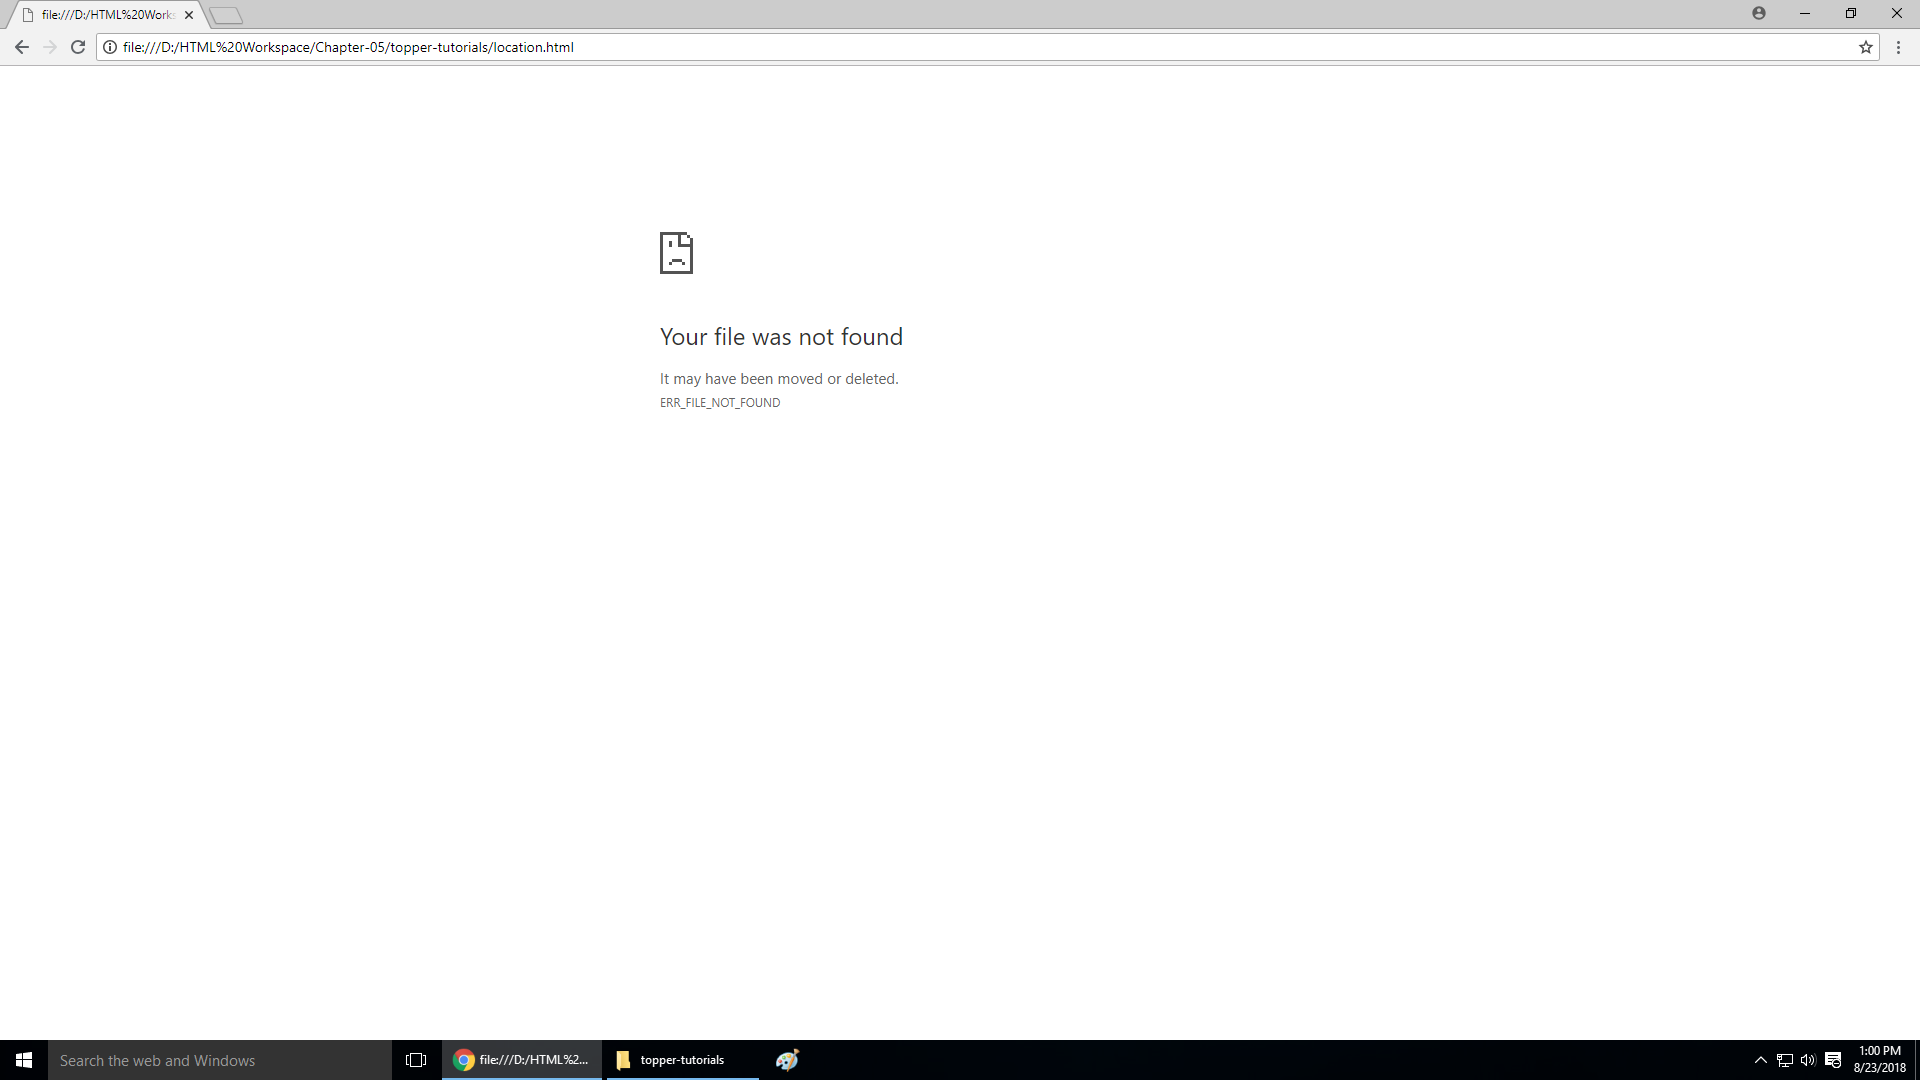 file:///D:/HTML%20Works
file:///D:/HTML%20Workspace/Chapter-05/topper-tutorials/location.html
Your file was not found
It may have been moved or deleted.
ERR_FILE_NOT_FOUND
Search the web and Windows
file:///D:/HTML%2...
topper-tutorials
1:00 PM
8/23/2018